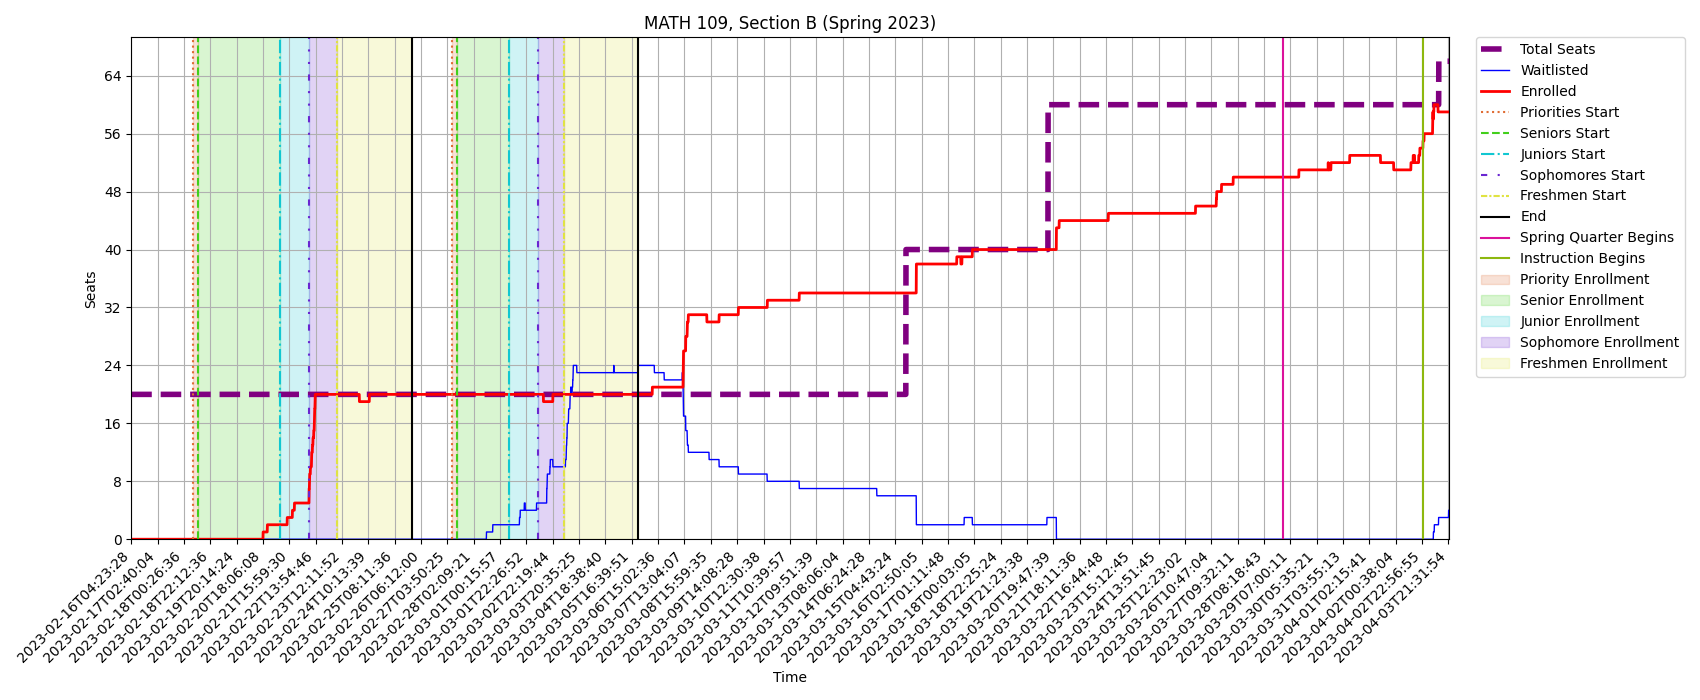 MATH 109, Section B (Spring 2023)
Seats
64
56
48
40
32
24
16
8
0
2023-02-16T04:23:28
2023-02-17T02:40:04
2023-02-18T00:26:36
2023-02-18T22:12:36
2023-02-19T20:14:24
2023-02-20T18:06:08
2023-02-21T15:59:30
2023-02-22T13:54:46
2023-02-23T12:11:52
2023-02-24T10:13:39
2023-02-25T08:11:36
2023-02-26T06:12:00
2023-02-27T03:50:25
2023-02-28T02:09:21
2023-03-01T00:15:57
2023-03-01T22:26:52
2023-03-02T22:19:44
2023-03-03T20:35:25
2023-03-04T18:38:40
2023-03-05T16:39:51
2023-03-06T15:02:36
2023-03-07T13:04:07
2023-03-08T15:59:35
2023-03-09T14:08:28
2023-03-10T12:30:38
2023-03-11T10:39:57
2023-03-12T09:51:39
2023-03-13T08:06:04
2023-03-14T06:24:28
2023-03-15T04:43:24
2023-03-16T02:50:05
2023-03-17T01:11:48
2023-03-18T00:03:05
2023-03-18T22:25:24
2023-03-19T21:23:38
2023-03-20T19:47:39
2023-03-21T18:11:36
2023-03-22T16:44:48
2023-03-23T15:12:45
2023-03-24T13:51:45
2023-03-25T12:23:02
2023-03-26T10:47:04
2023-03-27T09:32:11
2023-03-28T08:18:43
2023-03-29T07:00:11
2023-03-30T05:35:21
2023-03-31T03:55:13
2023-04-01T02:15:41
2023-04-02T00:38:04
2023-04-02T22:56:55
2023-04-03T21:31:54
Time
Total Seats
Waitlisted
Enrolled
Priorities Start
Seniors Start
Juniors Start
Sophomores Start
Freshmen Start
End
Spring Quarter Begins
Instruction Begins
Priority Enrollment
Senior Enrollment
Junior Enrollment
Sophomore Enrollment
Freshmen Enrollment